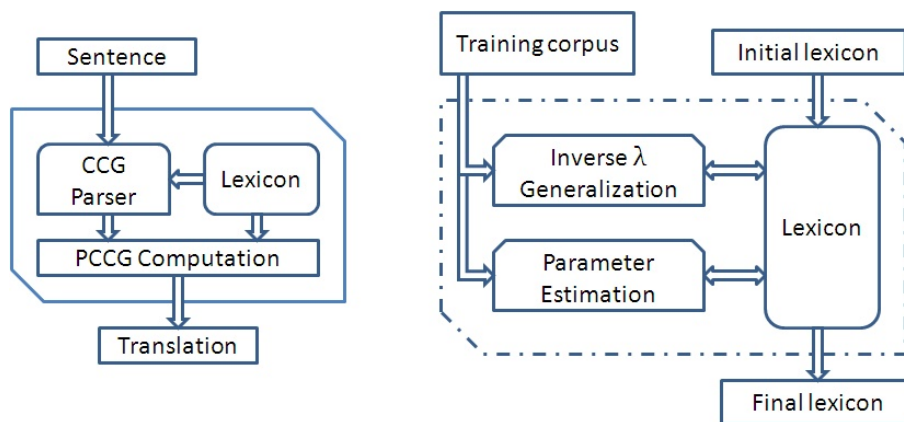 Sentence
CCG
Parser
Lexicon
PCCG Computation
Translation
Training corpus
Initial lexicon
Inverse λ
Generalization
Lexicon
Parameter
Estimation
Final lexicon